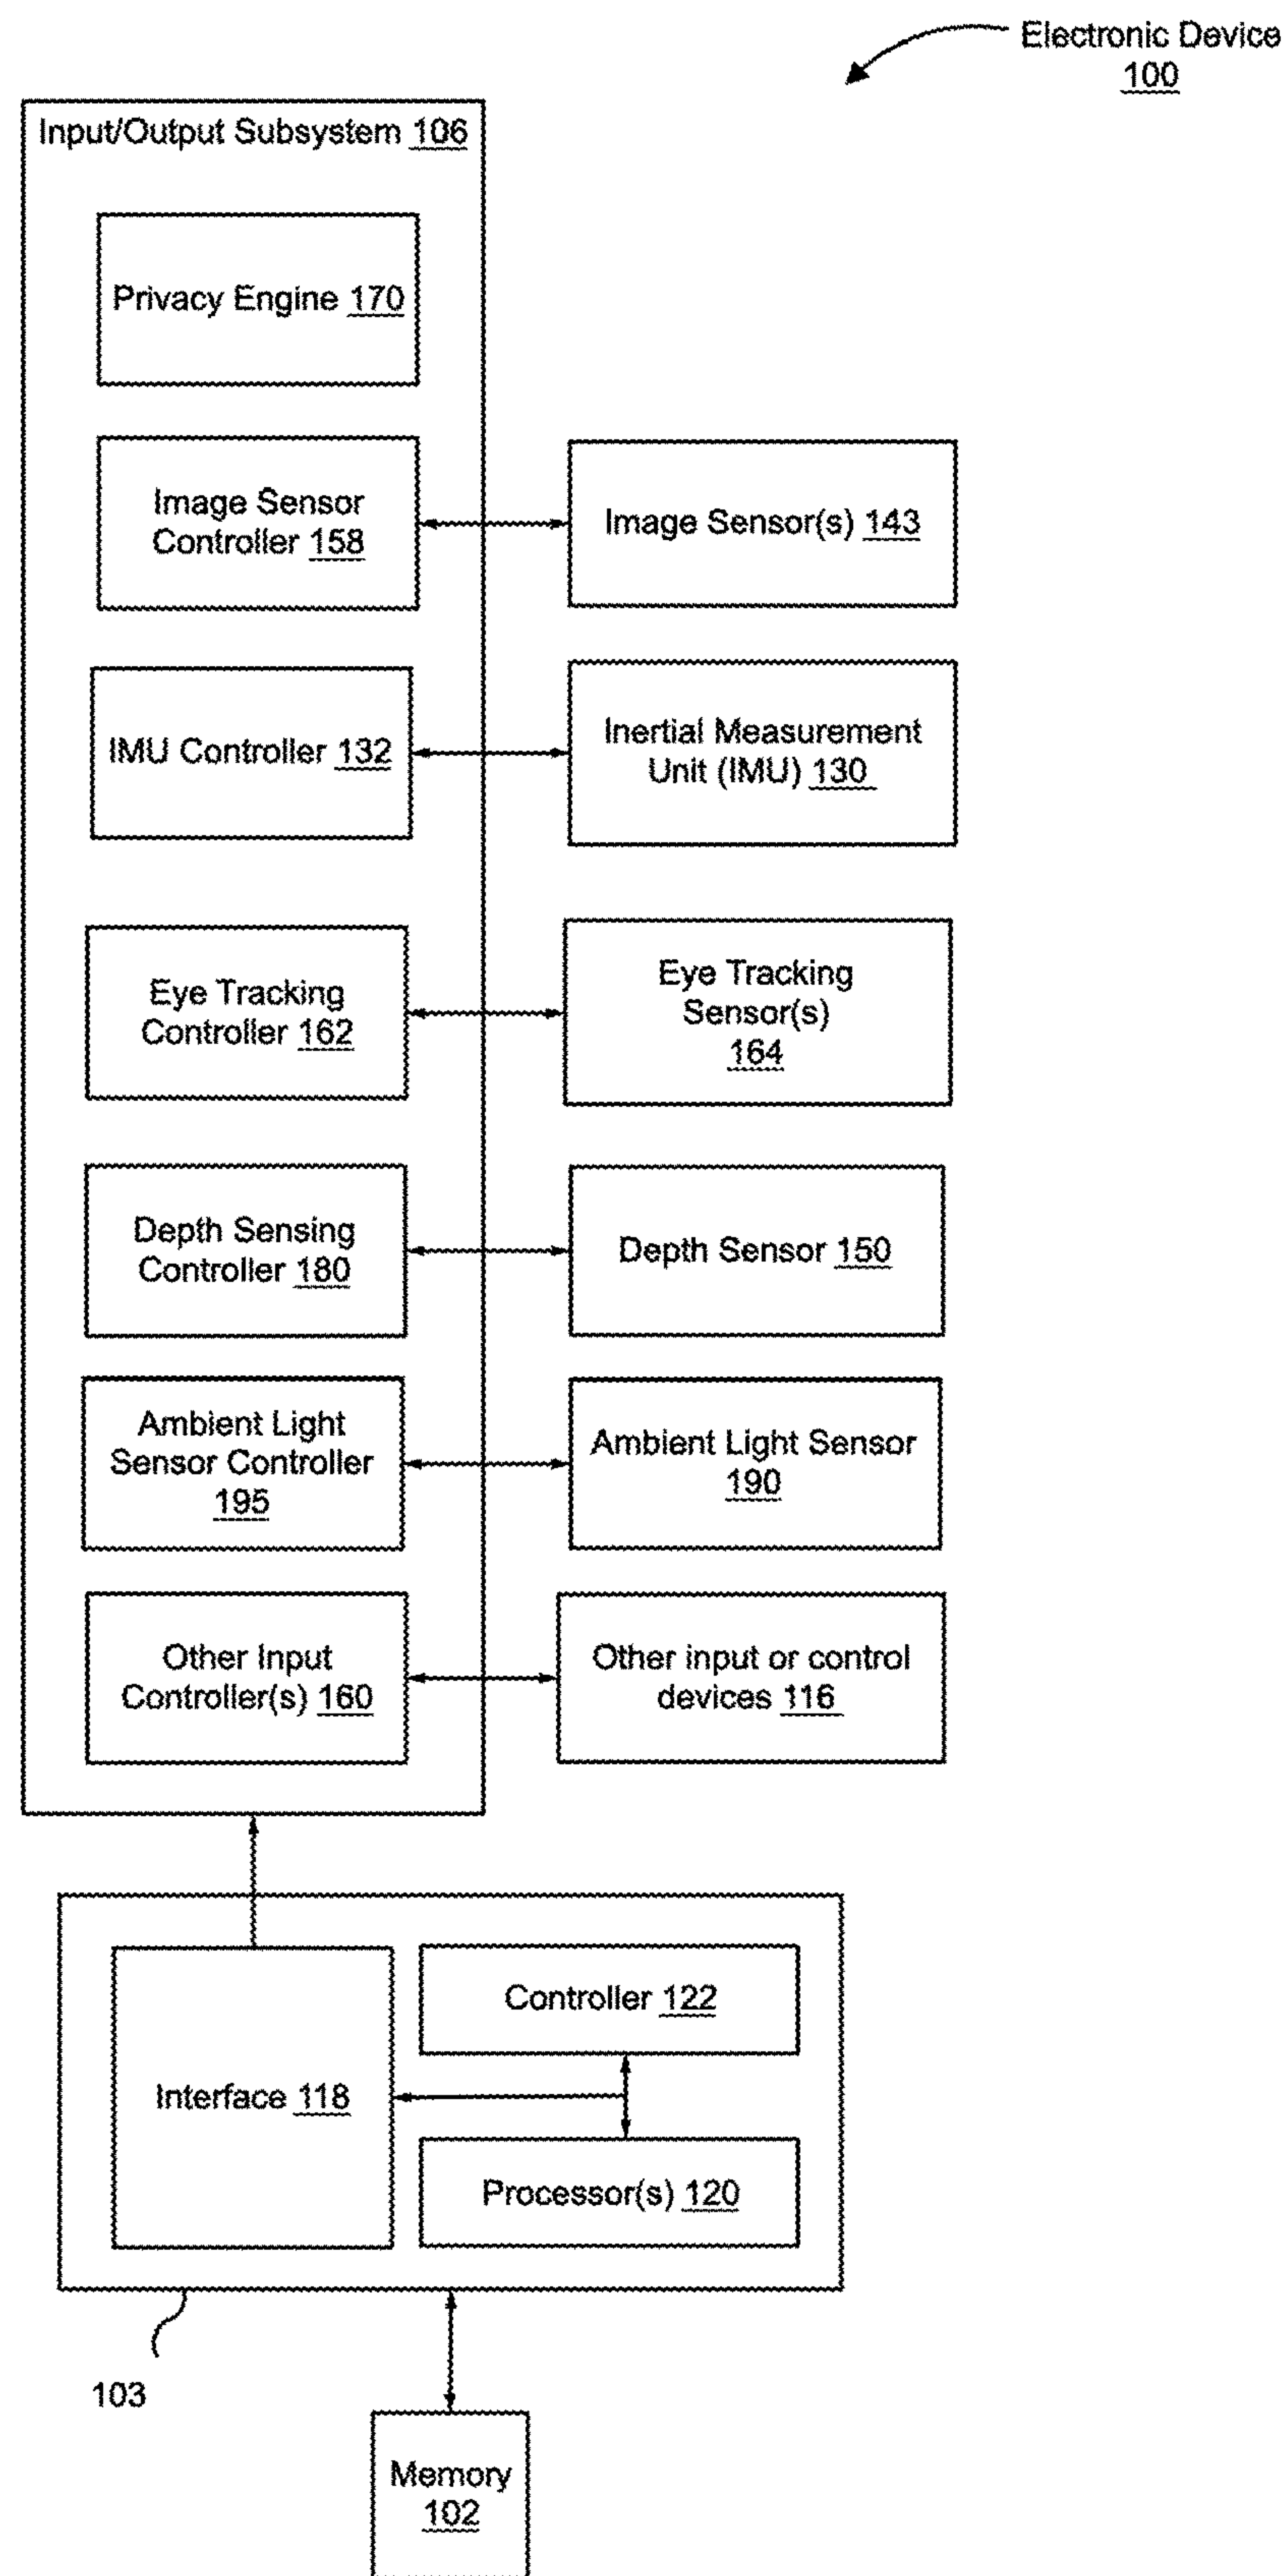 Electronic Device
100
Input/Output Subsystem 106
Privacy Engine 170
Image Sensor
Controller 158
Image Sensor(s) 143
IMU Controller 132
Inertial Measurement
Unit (IMU) 130
Eye Tracking
Controller 162
Eye Tracking
Sensor(s)
164
Depth Sensing
Controller 180
Depth Sensor 150
Ambient Light
Sensor Controller
195
Ambient Light Sensor
190
Other Input
Controller(s) 160
Other input or control
devices 116
Controller 122
Interface 118
Processor(s) 120
103
Memory
102